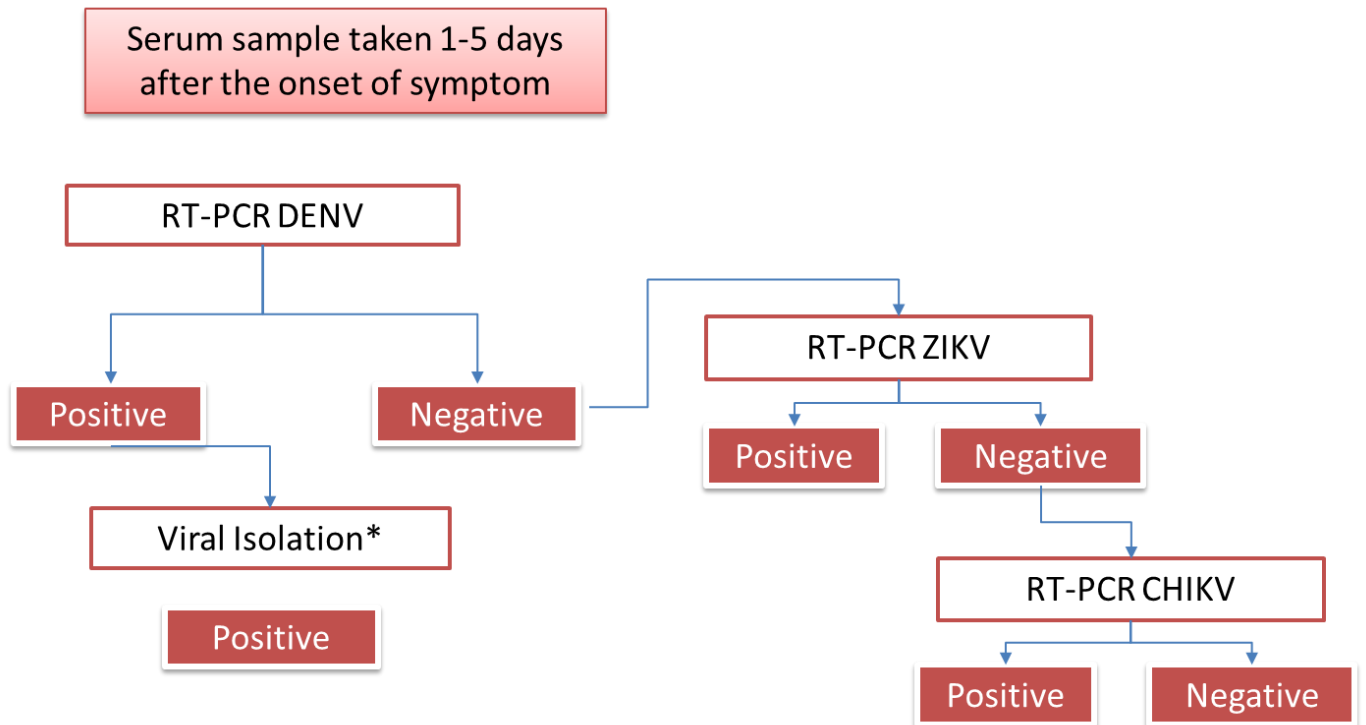 Serum sample taken 1-5 days
after the onset of symptom
RT-PCR DENV
RT-PCR ZIKV
Positive
Negative
Positive
Negative
Viral Isolation*
RT-PCR CHIKV
Positive
Positive
Negative